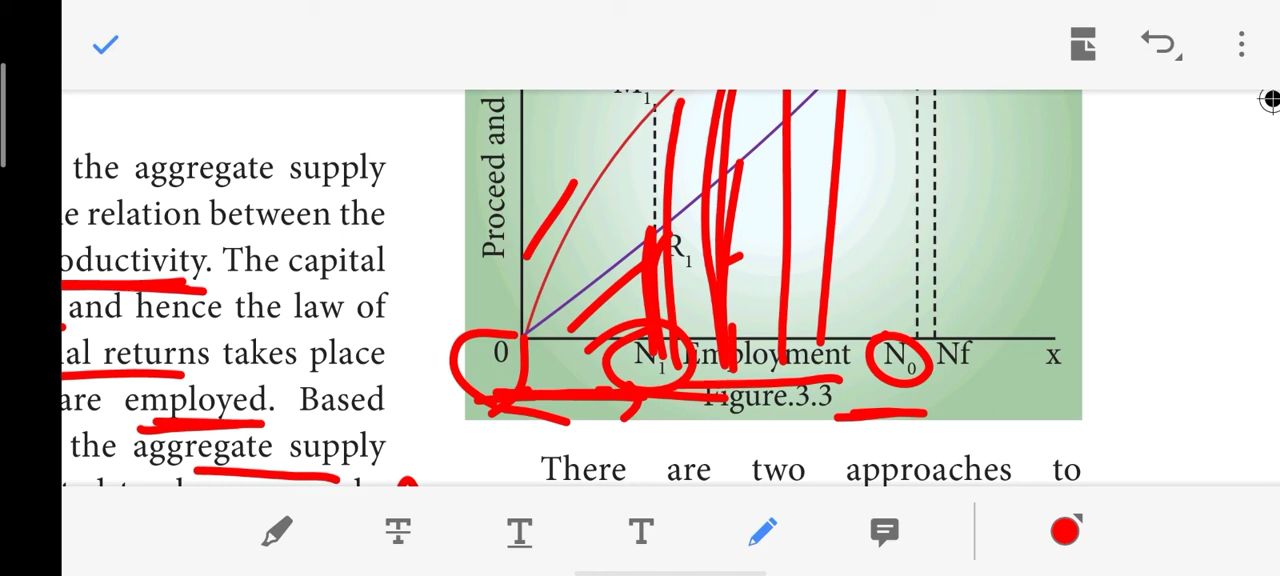 the aggregate supply
e relation between the
oductivity. The capital
and hence the law of
al returns takes place
are employed. Based
the aggregate supply
Proceed and
M1
R1
0 N1 Employment N0 Nf x
Figure.3.3
There are two approaches to